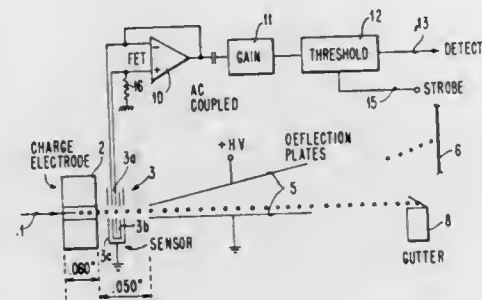 11
12
13
FET
-
+
GAIN
THRESHOLD
DETECT
16
10
AC
COUPLED
15
STROBE
CHARGE
ELECTRODE
2
3a
3
+HV
DEFLECTION
PLATES
6
1
5
3b
8
3c
SENSOR
GUTTER
.060"
.050"